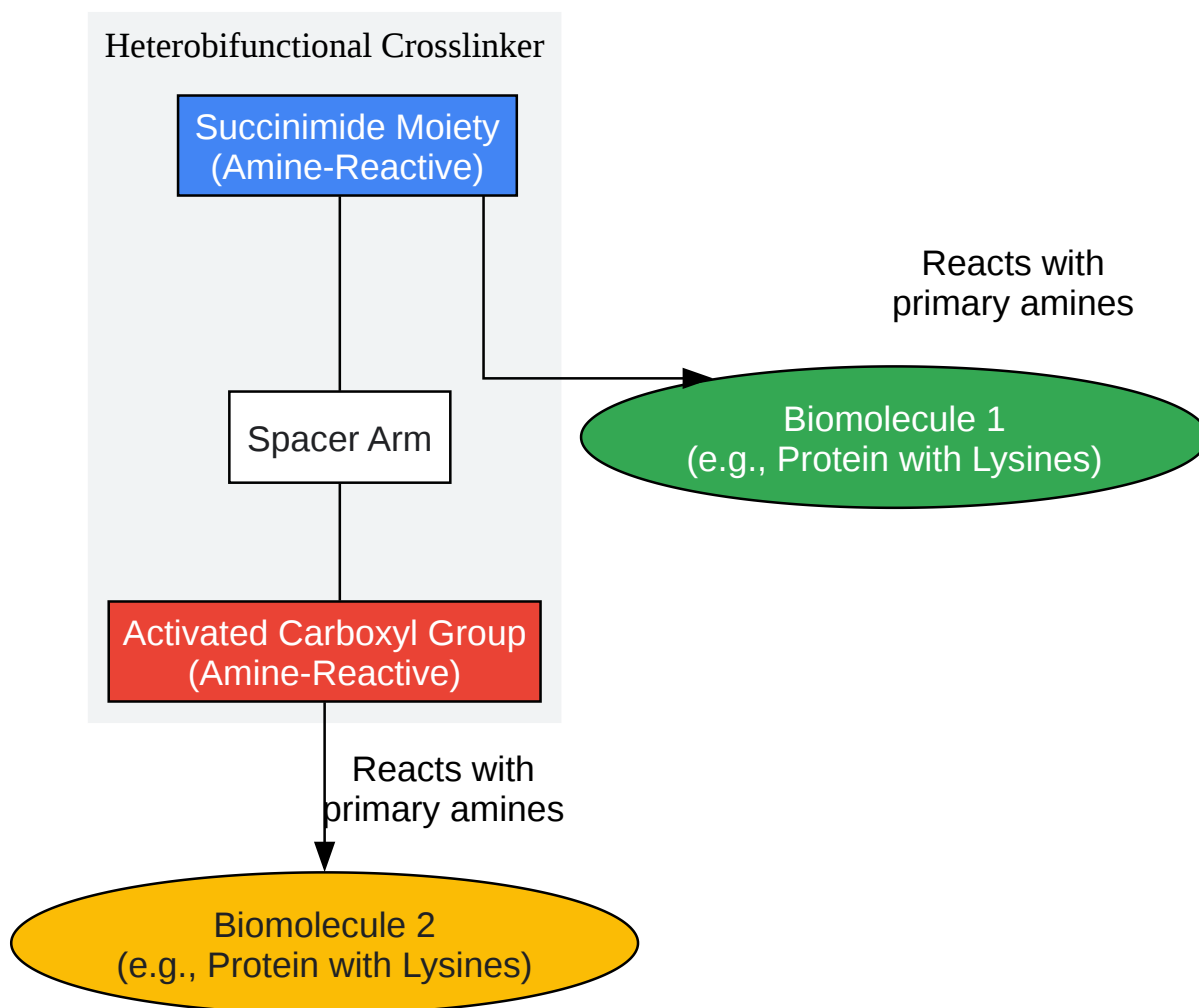 Heterobifunctional Crosslinker
Succinimide Moiety
(Amine-Reactive)
Reacts with
primary amines
Spacer Arm
Biomolecule 1
(e.g., Protein with Lysines)
Activated Carboxyl Group
(Amine-Reactive)
Reacts with
primary amines
Biomolecule 2
(e.g., Protein with Lysines)